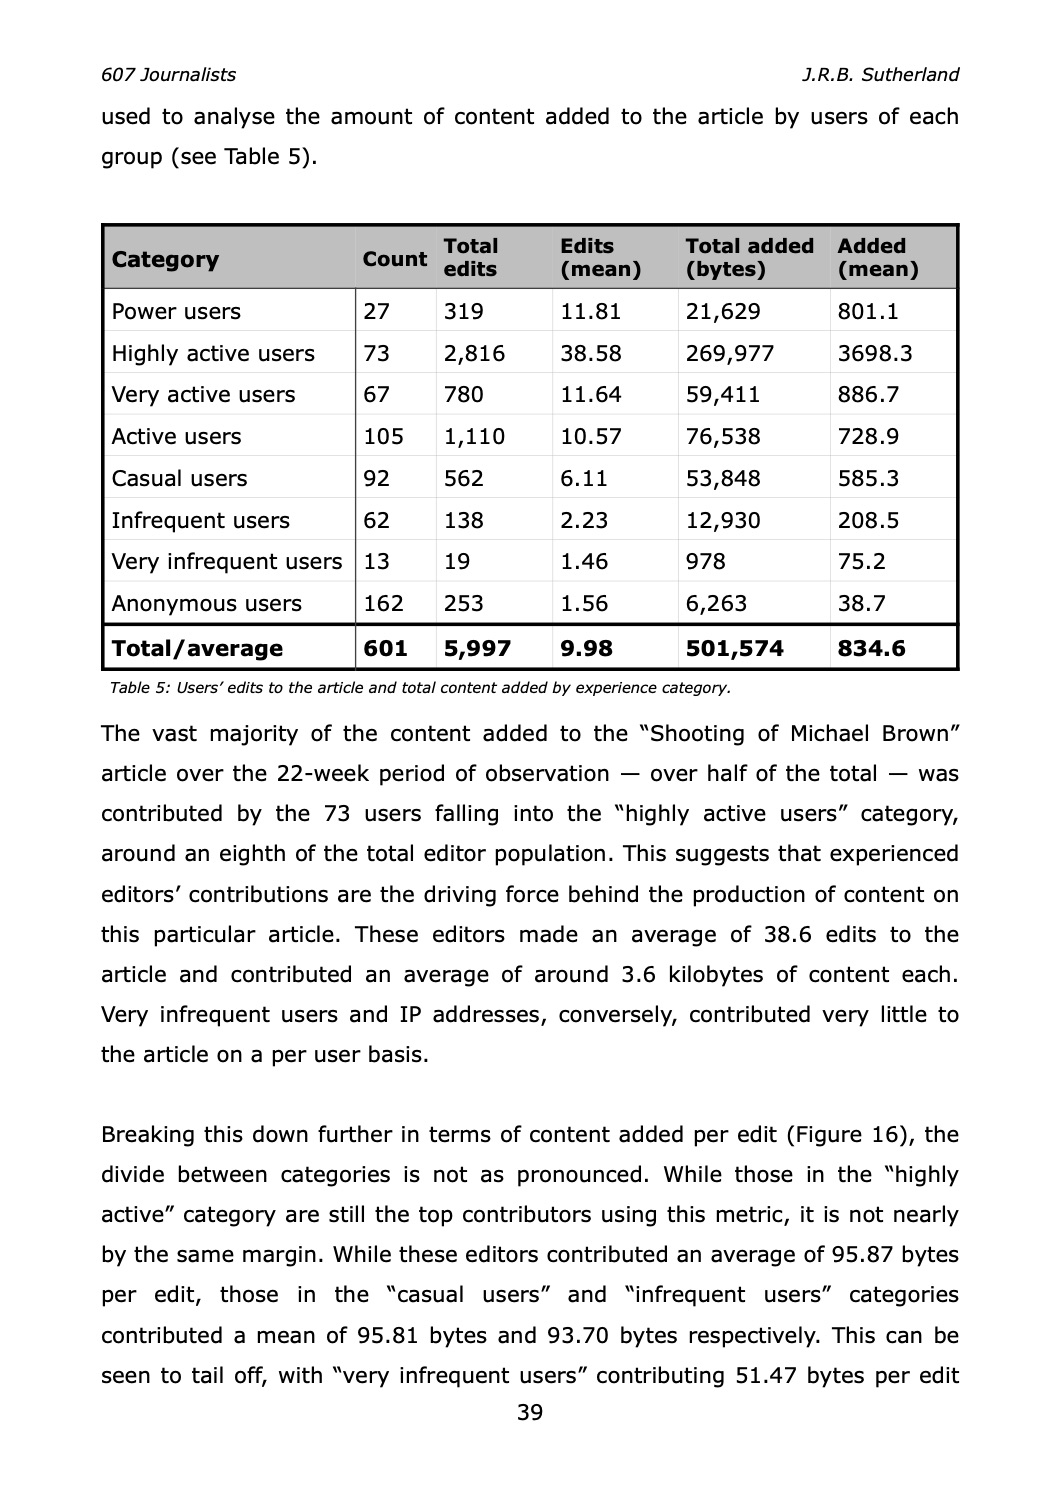 607 Journalists J.R.B. Sutherland
used to analyse the amount of content added to the article by users of each
group (see Table 5).
Category Count Total edits Edits (mean) Total added (bytes) Added (mean)
Power users 27 319 11.81 21,629 801.1
Highly active users 73 2,816 38.58 269,977 3698.3
Very active users 67 780 11.64 59,411 886.7
Active users 105 1,110 10.57 76,538 728.9
Casual users 92 562 6.11 53,848 585.3
Infrequent users 62 138 2.23 12,930 208.5
Very infrequent users 13 19 1.46 978 75.2
Anonymous users 162 253 1.56 6,263 38.7
Total/average 601 5,997 9.98 501,574 834.6
Table 5: Users’ edits to the article and total content added by experience category.
The vast majority of the content added to the “Shooting of Michael Brown”
article over the 22-week period of observation — over half of the total — was
contributed by the 73 users falling into the “highly active users” category,
around an eighth of the total editor population. This suggests that experienced
editors’ contributions are the driving force behind the production of content on
this particular article. These editors made an average of 38.6 edits to the
article and contributed an average of around 3.6 kilobytes of content each.
Very infrequent users and IP addresses, conversely, contributed very little to
the article on a per user basis.
Breaking this down further in terms of content added per edit (Figure 16), the
divide between categories is not as pronounced. While those in the “highly
active” category are still the top contributors using this metric, it is not nearly
by the same margin. While these editors contributed an average of 95.87 bytes
per edit, those in the “casual users” and “infrequent users” categories
contributed a mean of 95.81 bytes and 93.70 bytes respectively. This can be
seen to tail off, with “very infrequent users” contributing 51.47 bytes per edit
39